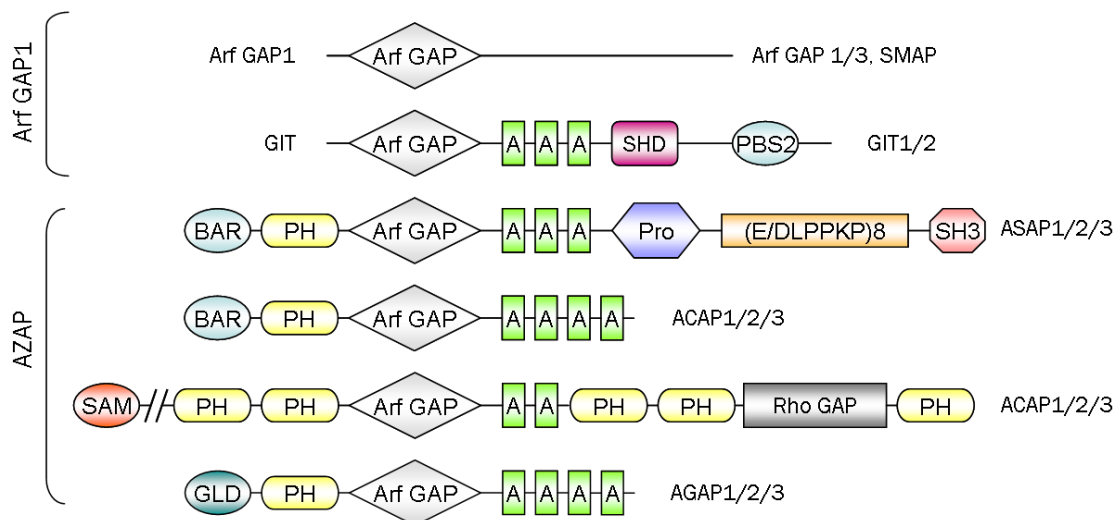 Arf GAP1
Arf GAP1 Arf GAP Arf GAP 1/3, SMAP
GIT Arf GAP A A A SHD PBS2 GIT1/2
AZAP
BAR PH Arf GAP A A A Pro (E/DLPPKP)8 SH3 ASAP1/2/3
BAR PH Arf GAP A A A A ACAP1/2/3
SAM PH PH Arf GAP A A PH PH Rho GAP PH ACAP1/2/3
GLD PH Arf GAP A A A A AGAP1/2/3